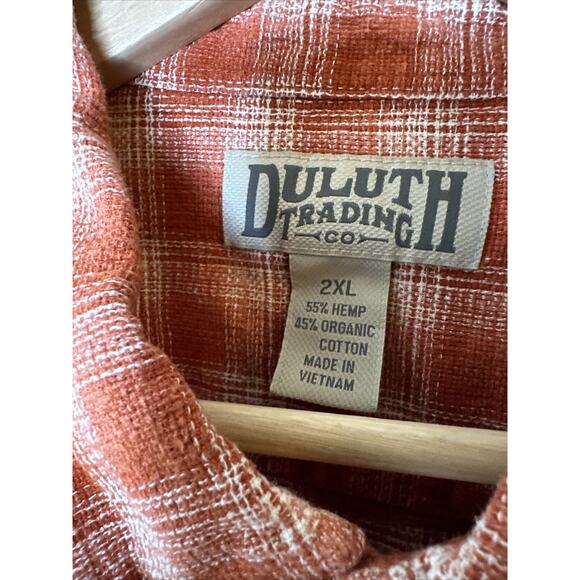 DULUTH
TRADING
CO
2XL
55% HEMP
45% ORGANIC
COTTON
MADE IN
VIETNAM